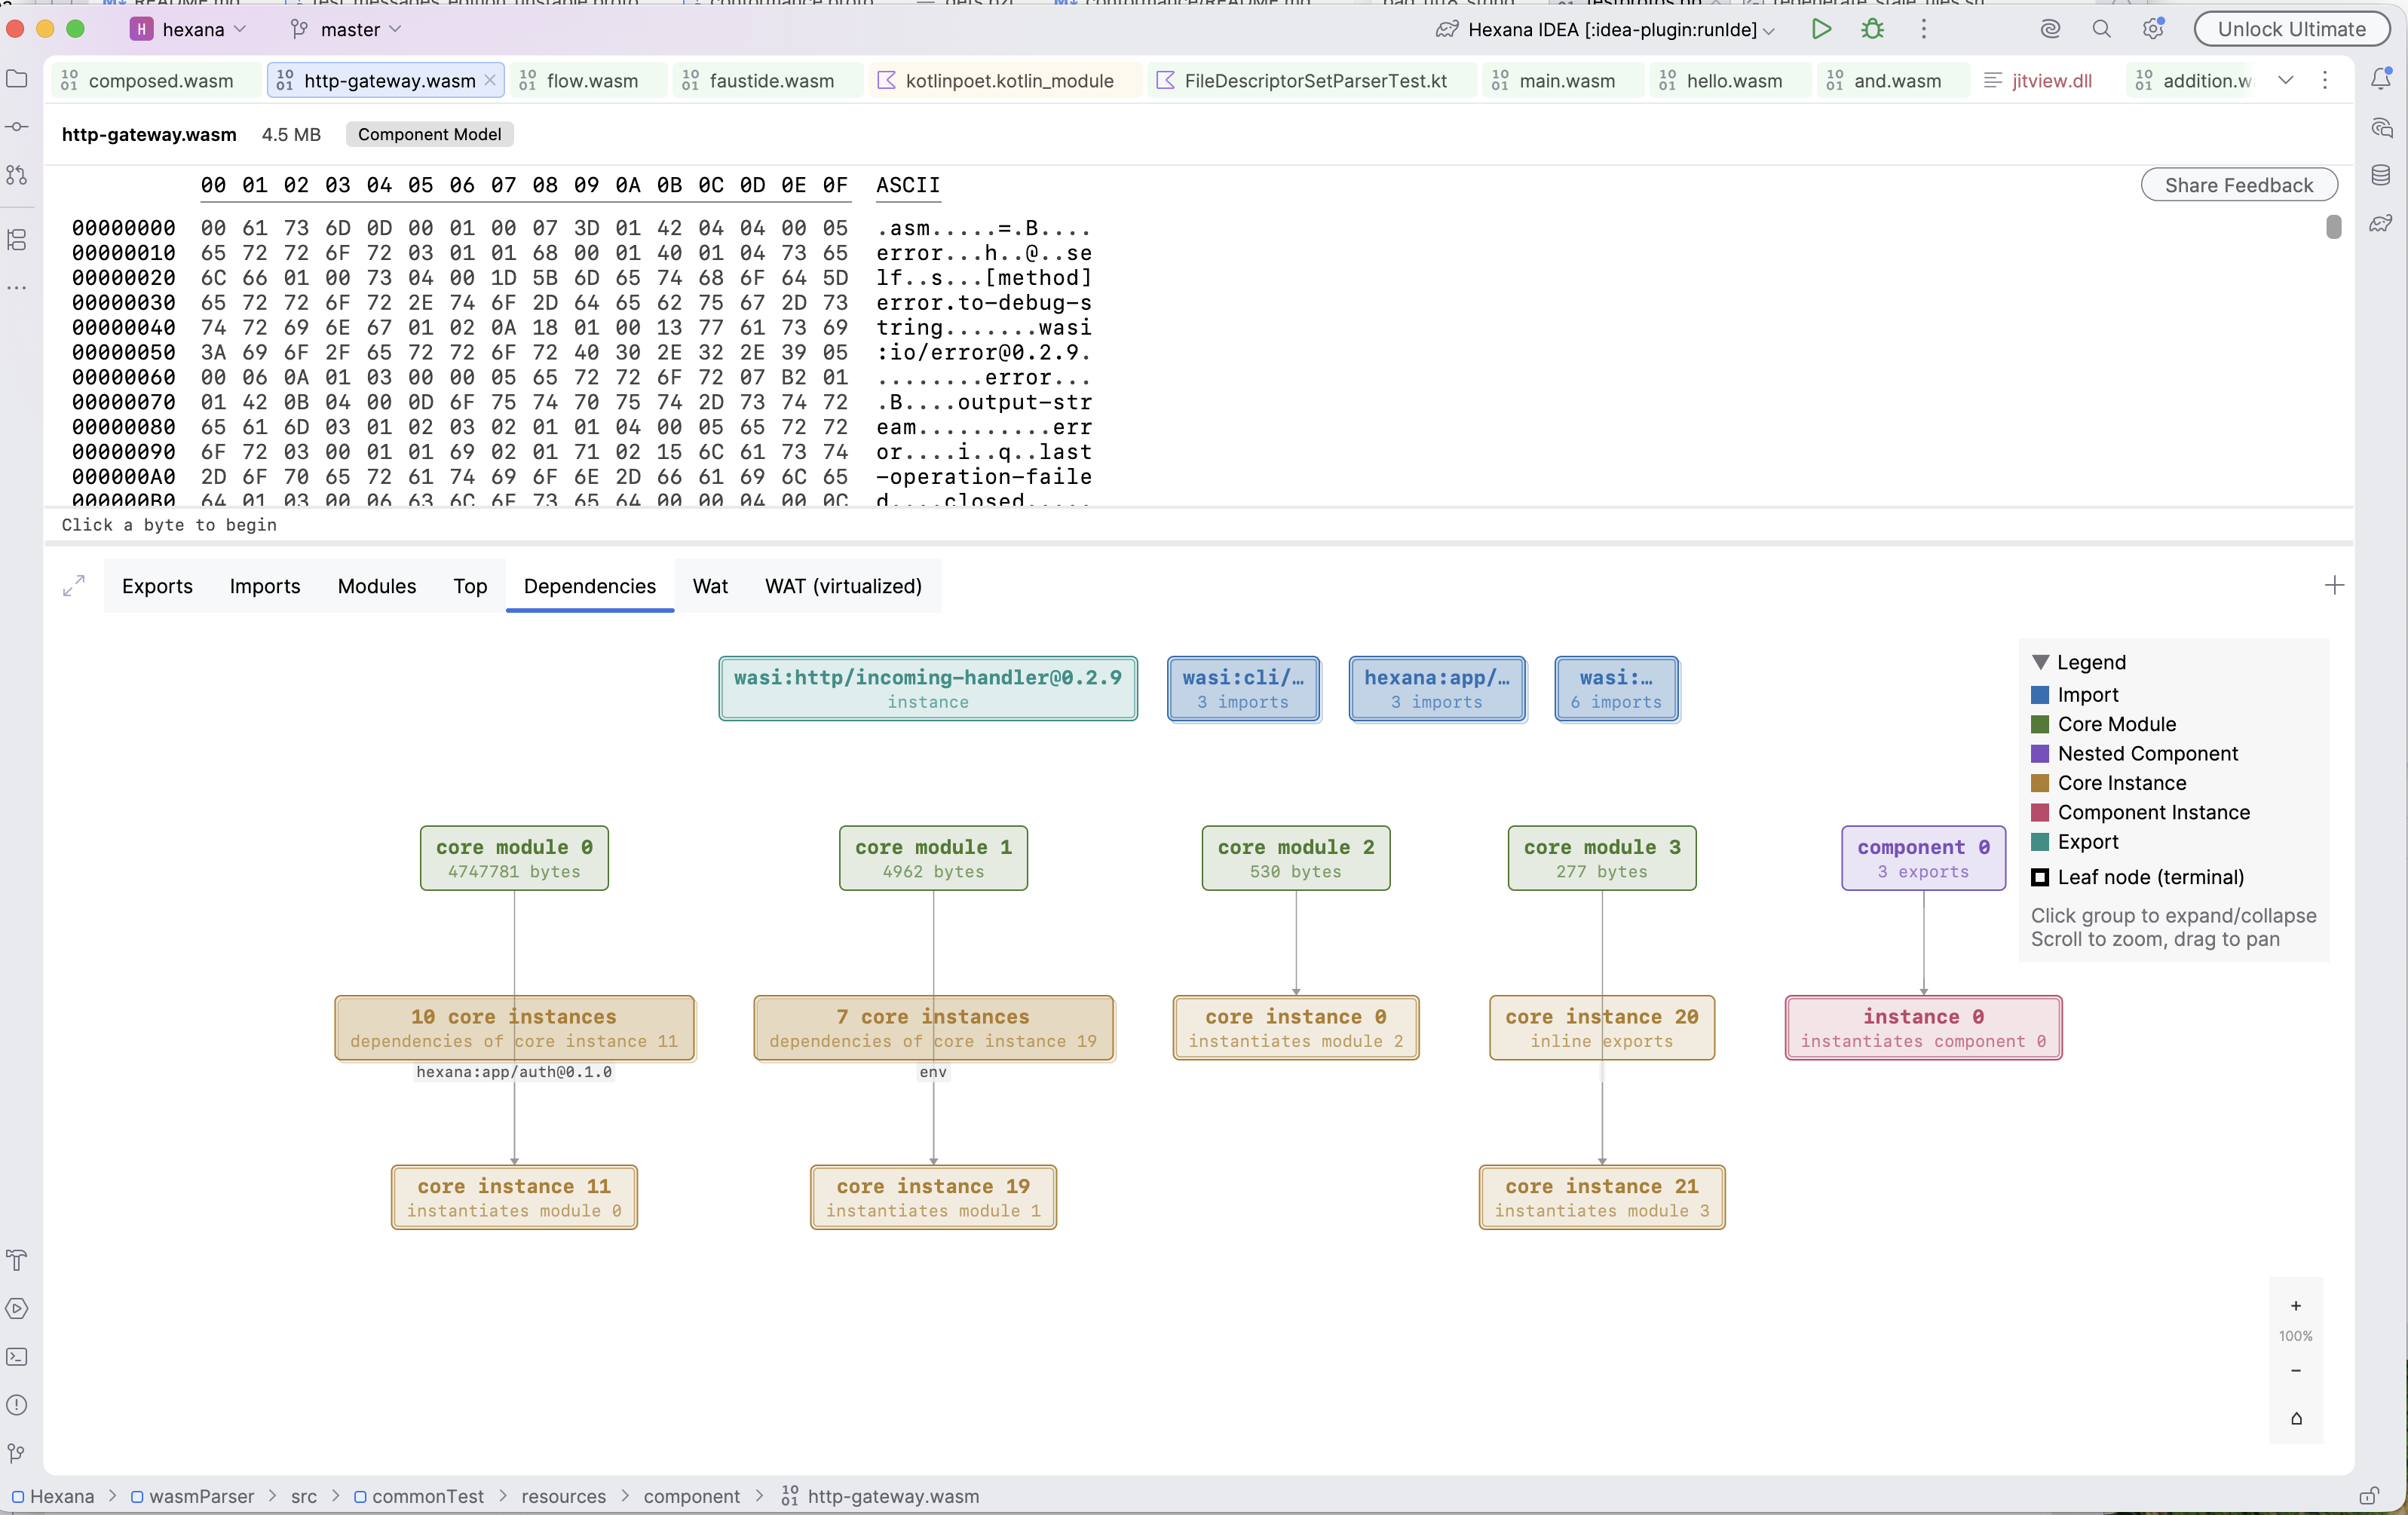 H hexana master Hexana IDEA [:idea-plugin:runIde] Unlock Ultimate
composed.wasm http-gateway.wasm flow.wasm faustide.wasm kotlinpoet.kotlin_module FileDescriptorSetParserTest.kt main.wasm hello.wasm and.wasm jitview.dll addition.w
http-gateway.wasm 4.5 MB Component Model
Share Feedback
00 01 02 03 04 05 06 07 08 09 0A 0B 0C 0D 0E 0F ASCII
00000000 00 61 73 6D 0D 00 01 00 07 3D 01 42 04 04 00 05 .asm.....=.B....
00000010 65 72 72 6F 72 03 01 01 68 00 01 40 01 04 73 65 error...h..@..se
00000020 6C 66 01 00 73 04 00 1D 5B 6D 65 74 68 6F 64 5D lf..s...[method]
00000030 65 72 72 6F 72 2E 74 6F 2D 64 65 62 75 67 2D 73 error.to-debug-s
00000040 74 72 69 6E 67 01 02 0A 18 01 00 13 77 61 73 69 tring.......wasi
00000050 3A 69 6F 2F 65 72 72 6F 72 40 30 2E 32 2E 39 05 :io/error@0.2.9.
00000060 00 06 0A 01 03 00 00 05 65 72 72 6F 72 07 B2 01 ........error...
00000070 01 42 0B 04 00 0D 6F 75 74 70 75 74 2D 73 74 72 .B....output-str
00000080 65 61 6D 03 01 02 03 02 01 01 04 00 05 65 72 72 eam..........err
00000090 6F 72 03 00 01 01 69 02 01 71 02 15 6C 61 73 74 or....i..q..last
000000A0 2D 6F 70 65 72 61 74 69 6F 6E 2D 66 61 69 6C 65 -operation-faile
000000B0 64 01 03 00 06 63 6C 6F 73 65 64 00 00 04 00 0C d....closed.....
Click a byte to begin
Exports Imports Modules Top Dependencies Wat WAT (virtualized)
wasi:http/incoming-handler@0.2.9
instance
wasi:cli/…
3 imports
hexana:app/…
3 imports
wasi:…
6 imports
Legend
Import
Core Module
Nested Component
Core Instance
Component Instance
Export
Leaf node (terminal)
Click group to expand/collapse
Scroll to zoom, drag to pan
core module 0
4747781 bytes
core module 1
4962 bytes
core module 2
530 bytes
core module 3
277 bytes
component 0
3 exports
10 core instances
dependencies of core instance 11
hexana:app/auth@0.1.0
7 core instances
dependencies of core instance 19
env
core instance 0
instantiates module 2
core instance 20
inline exports
instance 0
instantiates component 0
core instance 11
instantiates module 0
core instance 19
instantiates module 1
core instance 21
instantiates module 3
+
100%
−
Hexana > wasmParser > src > commonTest > resources > component > http-gateway.wasm